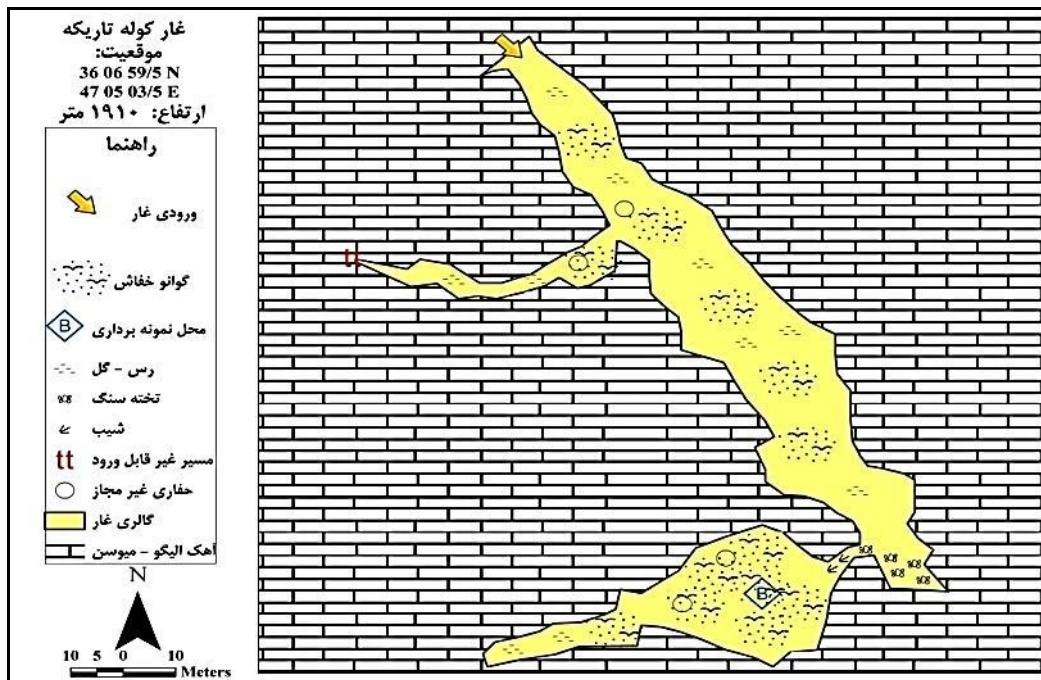 غار کوله تاریکه
موقعیت:
36 06 59/5 N
47 05 03/5 E
ارتفاع: ۱۹۱۰ متر
راهنما
ورودی غار
گوانو خفاش
B محل نمونه برداری
رس - گل
تخته سنگ
شیب
tt مسیر غیر قابل ورود
حفاری غیر مجاز
گالری غار
آهک الیگو - میوسن
N
10 5 0 10
Meters
tt
B